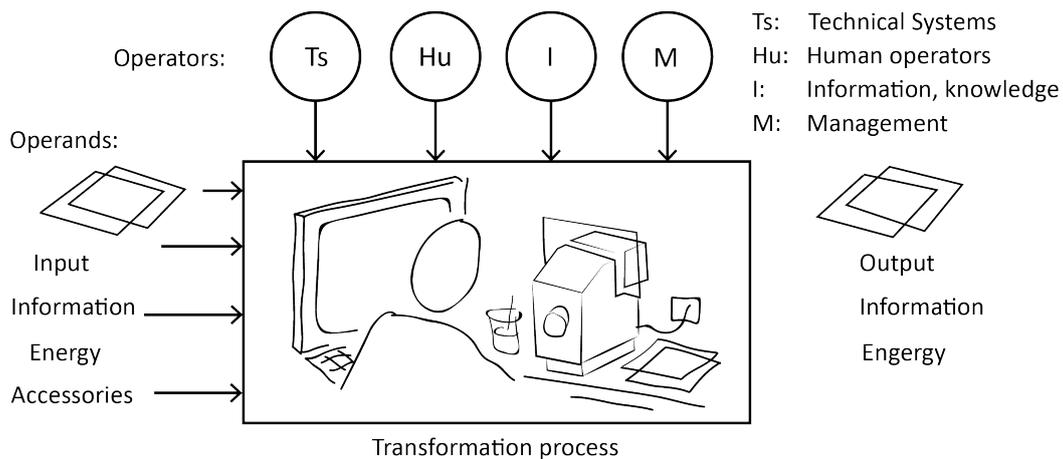 Operators:
Ts
Hu
I
M
Ts: Technical Systems
Hu: Human operators
I: Information, knowledge
M: Management
Operands:
Input
Information
Energy
Accessories
Output
Information
Engergy
Transformation process